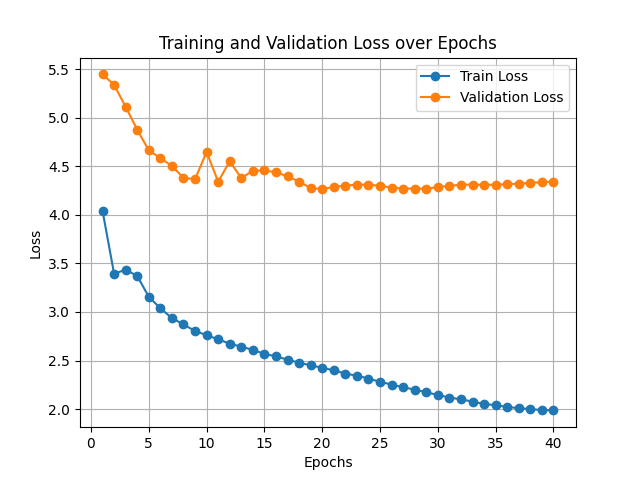 Training and Validation Loss over Epochs
Train Loss
Validation Loss
5.5
5.0
4.5
4.0
3.5
3.0
2.5
2.0
Loss
0 5 10 15 20 25 30 35 40
Epochs